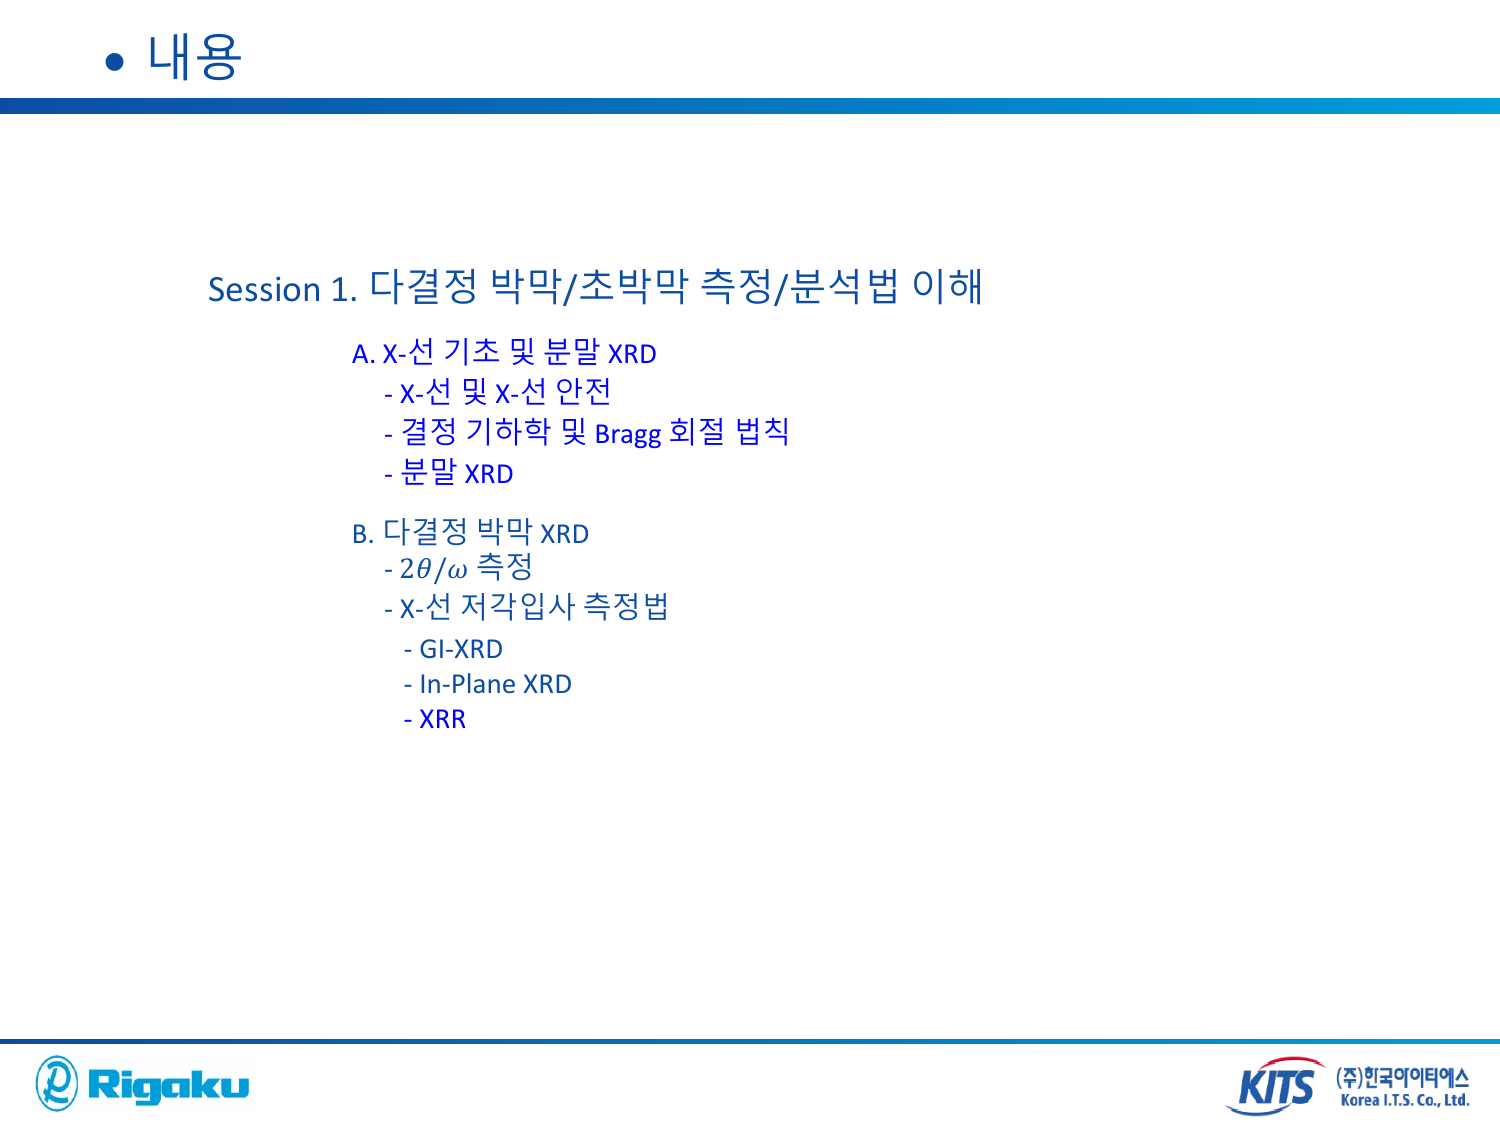 • 내용
Session 1. 다결정 박막/초박막 측정/분석법 이해
A. X-선 기초 및 분말 XRD
- X-선 및 X-선 안전
- 결정 기하학 및 Bragg 회절 법칙
- 분말 XRD
B. 다결정 박막 XRD
- 2𝜃/𝜔 측정
- X-선 저각입사 측정법
- GI-XRD
- In-Plane XRD
- XRR
Rigaku
KITS
(주)한국아이티에스
Korea I.T.S. Co., Ltd.